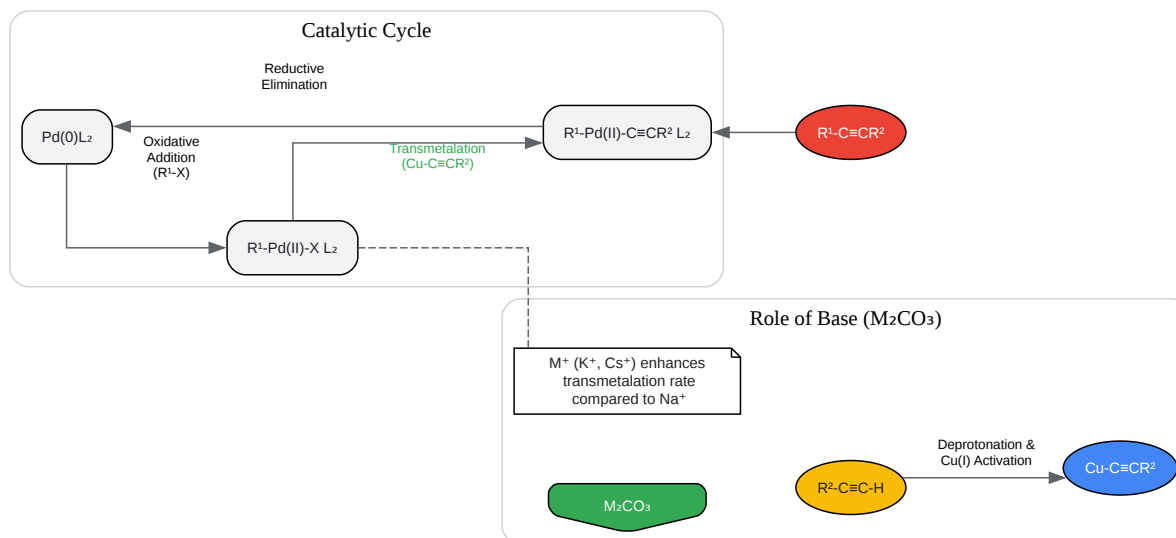 Catalytic Cycle
Reductive
Elimination
Pd(0)L₂
Oxidative
Addition
(R¹-X)
Transmetalation
(Cu-C≡CR²)
R¹-Pd(II)-C≡CR² L₂
R¹-C≡CR²
R¹-Pd(II)-X L₂
Role of Base (M₂CO₃)
M⁺ (K⁺, Cs⁺) enhances
transmetalation rate
compared to Na⁺
Deprotonation &
Cu(I) Activation
R²-C≡C-H
Cu-C≡CR²
M₂CO₃